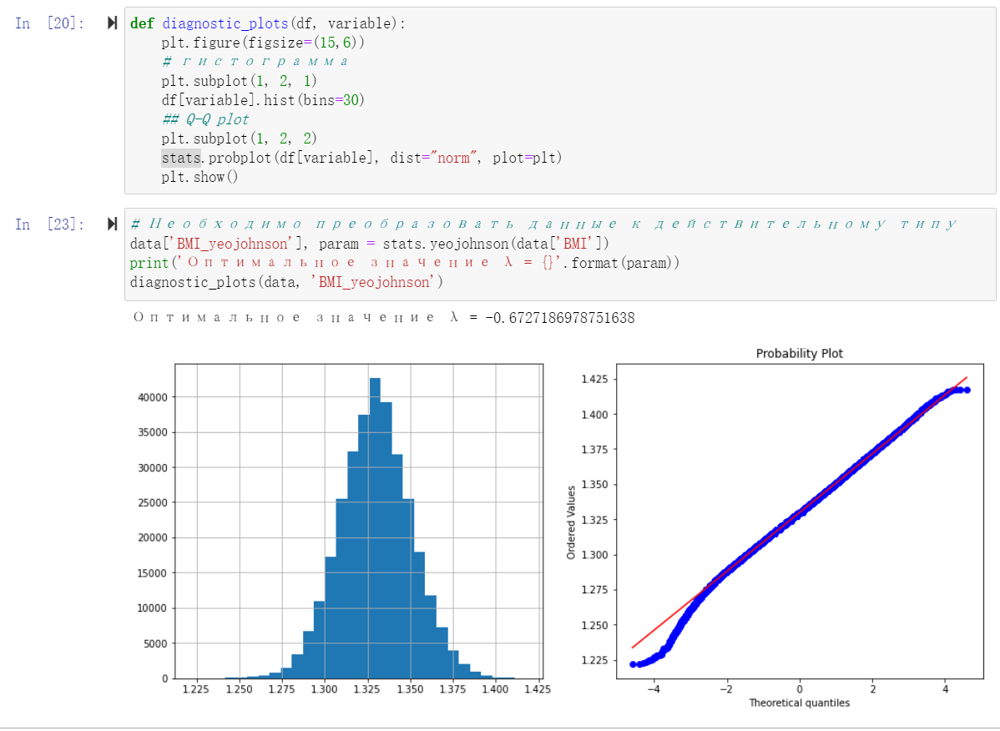 In [20]:
def diagnostic_plots(df, variable):
plt.figure(figsize=(15,6))
# гистограмма
plt.subplot(1, 2, 1)
df[variable].hist(bins=30)
## Q-Q plot
plt.subplot(1, 2, 2)
stats.probplot(df[variable], dist="norm", plot=plt)
plt.show()
In [23]:
# Необходимо преобразовать данные к действительному типу
data['BMI_yeojohnson'], param = stats.yeojohnson(data['BMI'])
print('Оптимальное значение λ = {}'.format(param))
diagnostic_plots(data, 'BMI_yeojohnson')
Оптимальное значение λ = -0.6727186978751638
40000
35000
30000
25000
20000
15000
10000
5000
0
1.225 1.250 1.275 1.300 1.325 1.350 1.375 1.400 1.425
Probability Plot
1.425
1.400
1.375
1.350
1.325
1.300
1.275
1.250
1.225
Ordered Values
−4 −2 0 2 4
Theoretical quantiles